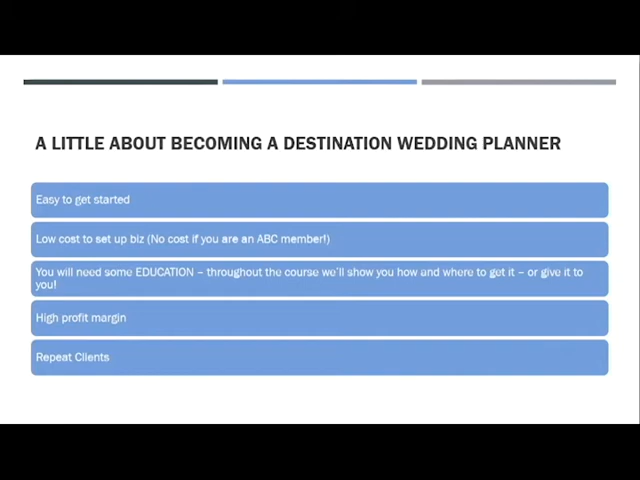 A LITTLE ABOUT BECOMING A DESTINATION WEDDING PLANNER
Easy to get started
Low cost to set up biz (No cost if you are an ABC member!)
You will need some EDUCATION – throughout the course we'll show you how and where to get it – or give it to
you!
High profit margin
Repeat Clients